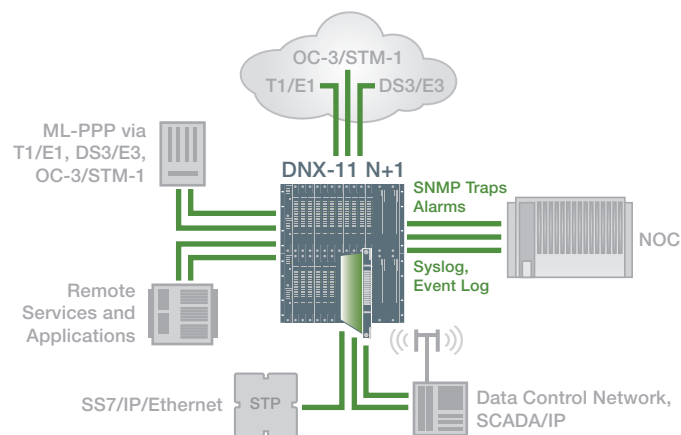 OC-3/STM-1
T1/E1 DS3/E3
ML-PPP via
T1/E1, DS3/E3,
OC-3/STM-1
DNX-11 N+1
SNMP Traps
Alarms
NOC
Syslog,
Event Log
Remote
Services and
Applications
SS7/IP/Ethernet
STP
Data Control Network,
SCADA/IP